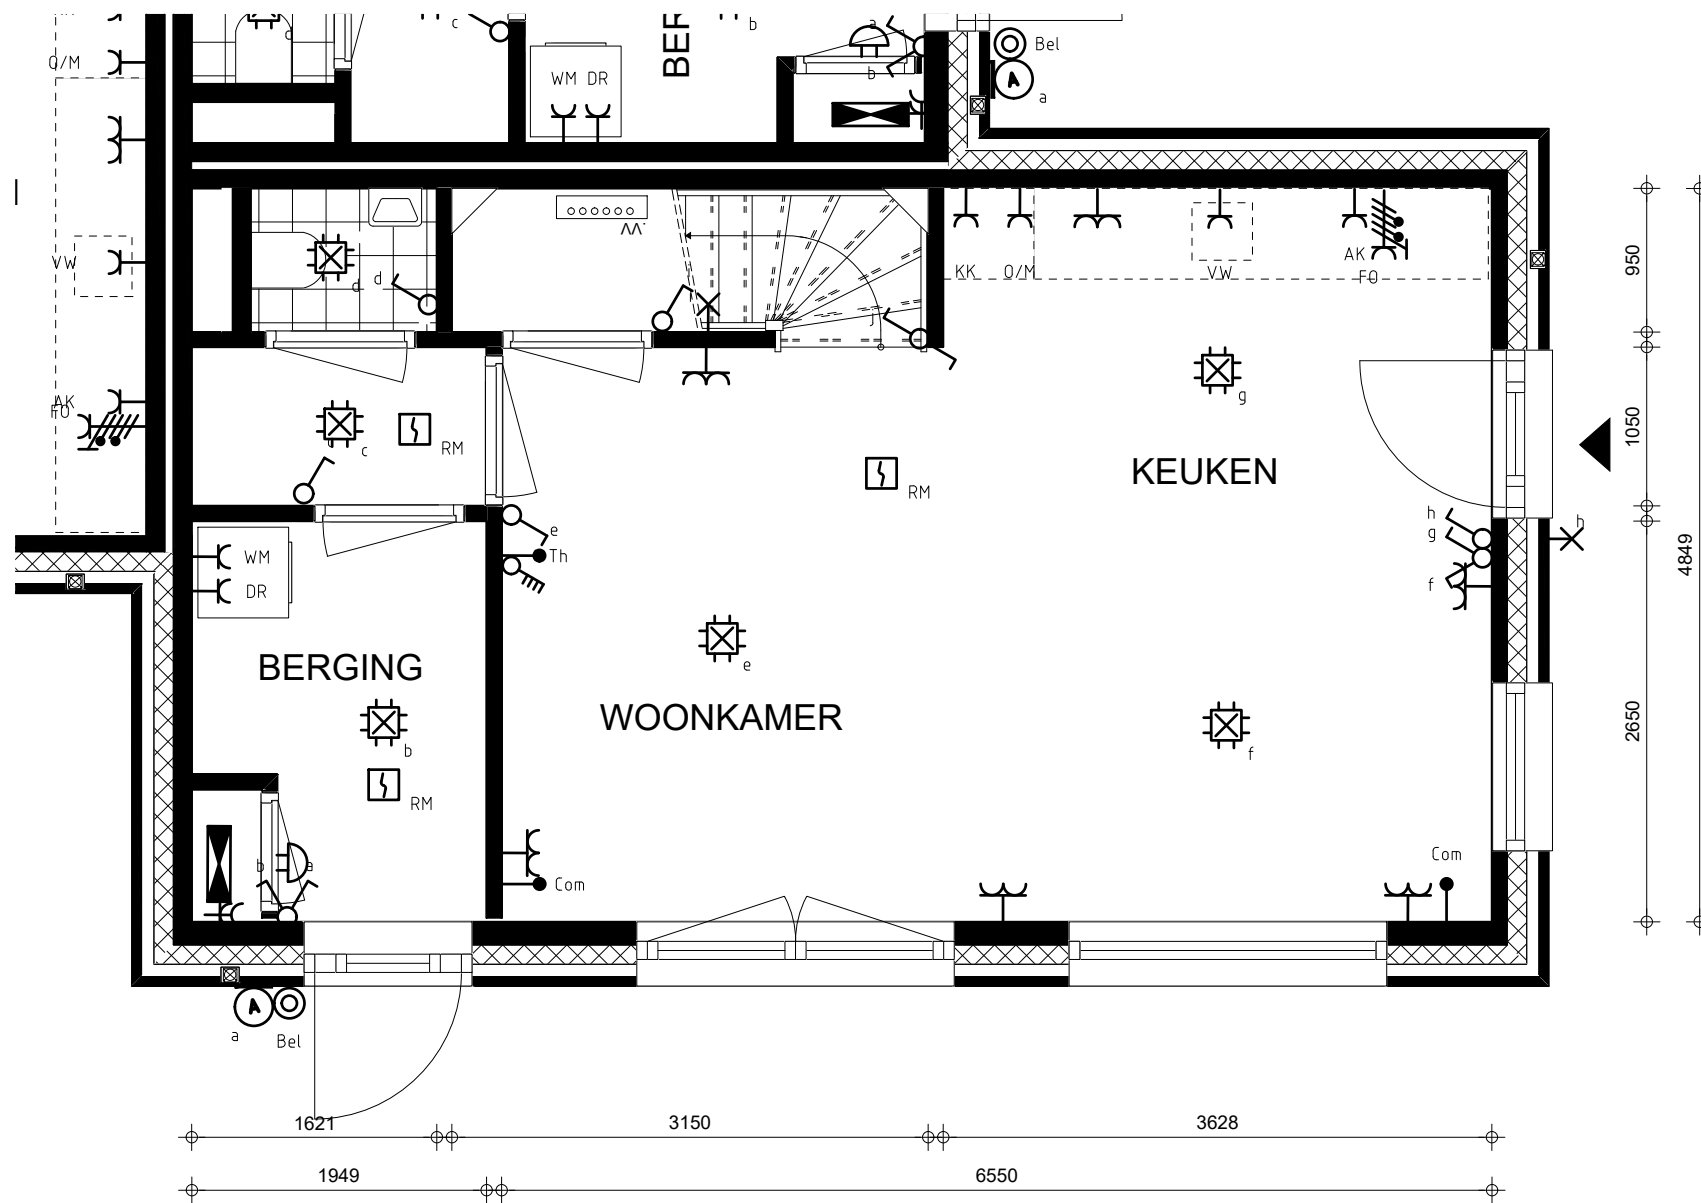 c
b
a
O/M
d
BER
Bel
WM DR
b
A
a
VW
d
d
KK
O/M
VW
AK
FO
950
j
g
AK
FO
c
RM
RM
KEUKEN
1050
h
g
h
e
Th
WM
DR
f
4849
BERGING
e
WOONKAMER
2650
b
f
RM
b
a
Com
Com
A
a
Bel
1621
3150
3628
1949
6550